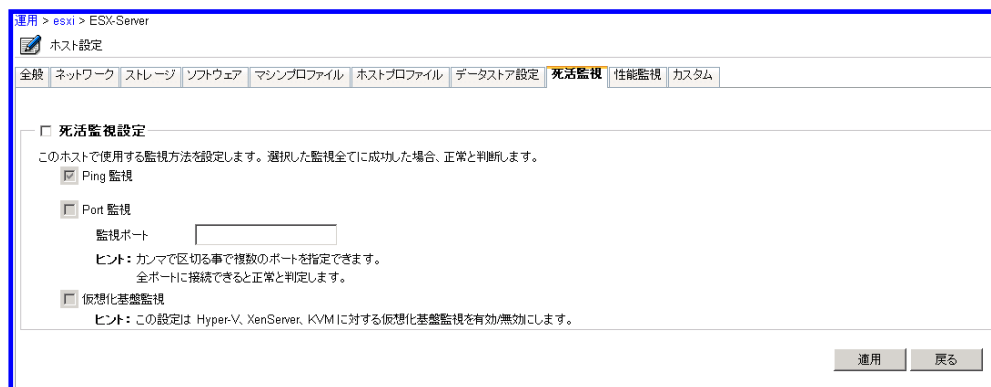 運用 > esxi > ESX-Server
ホスト設定
全般 ネットワーク ストレージ ソフトウェア マシンプロファイル ホストプロファイル データストア設定 死活監視 性能監視 カスタム
死活監視設定
このホストで使用する監視方法を設定します。選択した監視全てに成功した場合、正常と判断します。
Ping 監視
Port 監視
監視ポート
ヒント: カンマで区切る事で複数のポートを指定できます。
全ポートに接続できると正常と判定します。
仮想化基盤監視
ヒント: この設定は Hyper-V、XenServer、KVMに対する仮想化基盤監視を有効/無効にします。
適用 戻る